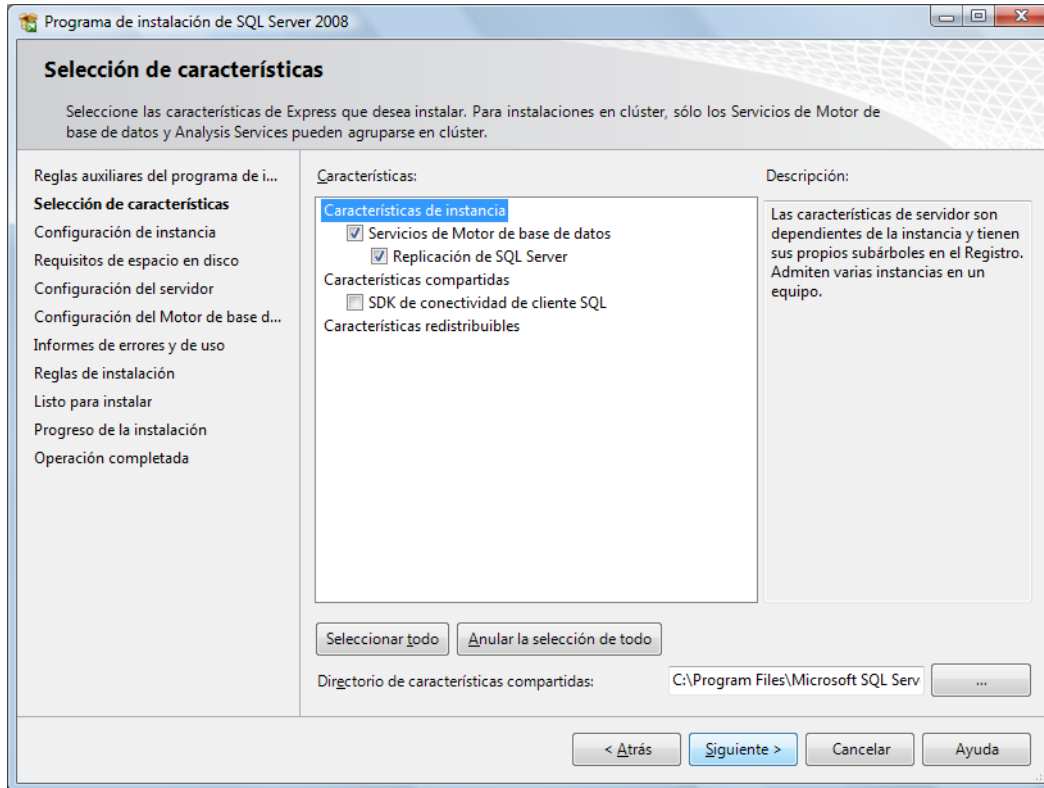 Programa de instalación de SQL Server 2008
Selección de características
Seleccione las características de Express que desea instalar. Para instalaciones en clúster, sólo los Servicios de Motor de
base de datos y Analysis Services pueden agruparse en clúster.
Reglas auxiliares del programa de i...
Selección de características
Configuración de instancia
Requisitos de espacio en disco
Configuración del servidor
Configuración del Motor de base d...
Informes de errores y de uso
Reglas de instalación
Listo para instalar
Progreso de la instalación
Operación completada
Características:
Características de instancia
Servicios de Motor de base de datos
Replicación de SQL Server
Características compartidas
SDK de conectividad de cliente SQL
Características redistribuibles
Descripción:
Las características de servidor son
dependientes de la instancia y tienen
sus propios subárboles en el Registro.
Admiten varias instancias en un
equipo.
Seleccionar todo
Anular la selección de todo
Directorio de características compartidas:
C:\Program Files\Microsoft SQL Serv
...
< Atrás
Siguiente >
Cancelar
Ayuda